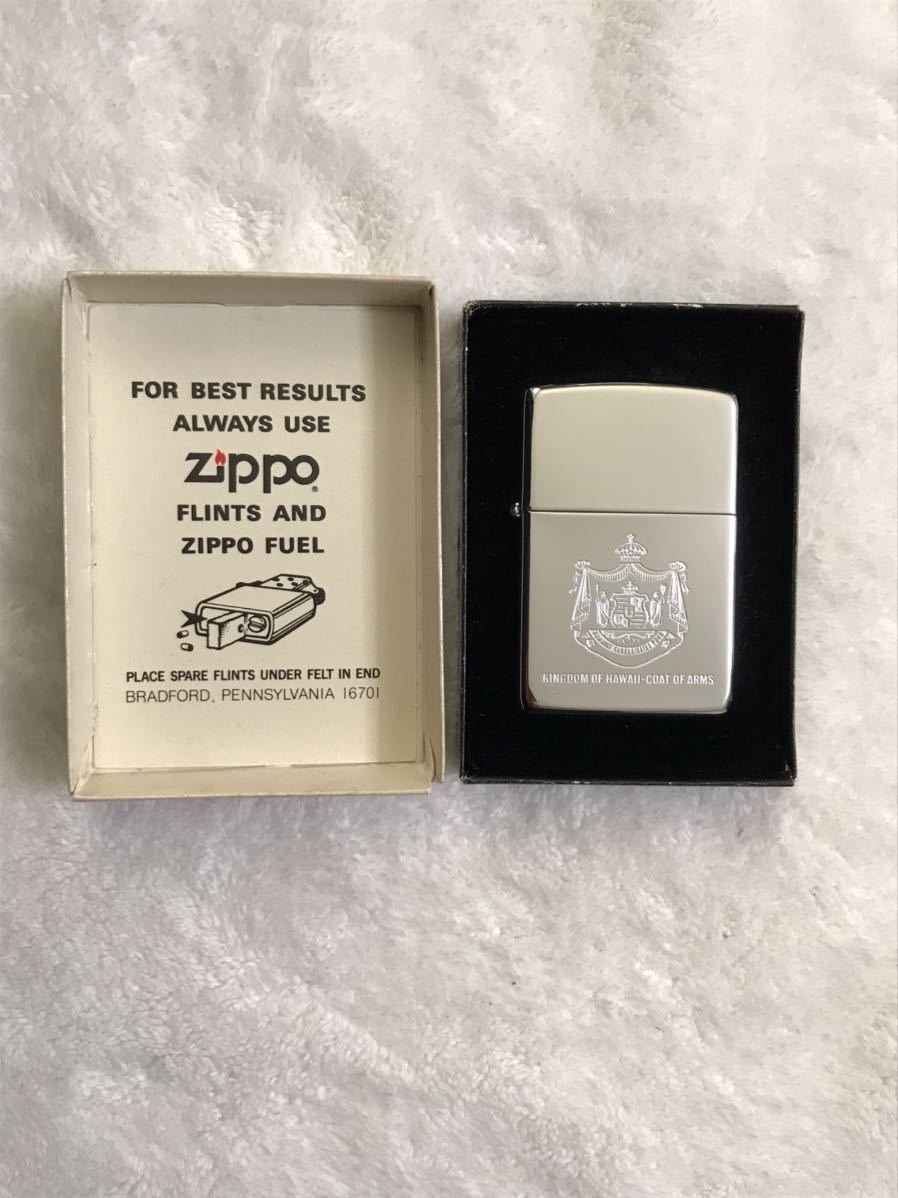 FOR BEST RESULTS
ALWAYS USE
Zippo®
FLINTS AND
ZIPPO FUEL
PLACE SPARE FLINTS UNDER FELT IN END
BRADFORD, PENNSYLVANIA 16701
KINGDOM OF HAWAII-COAT OF ARMS